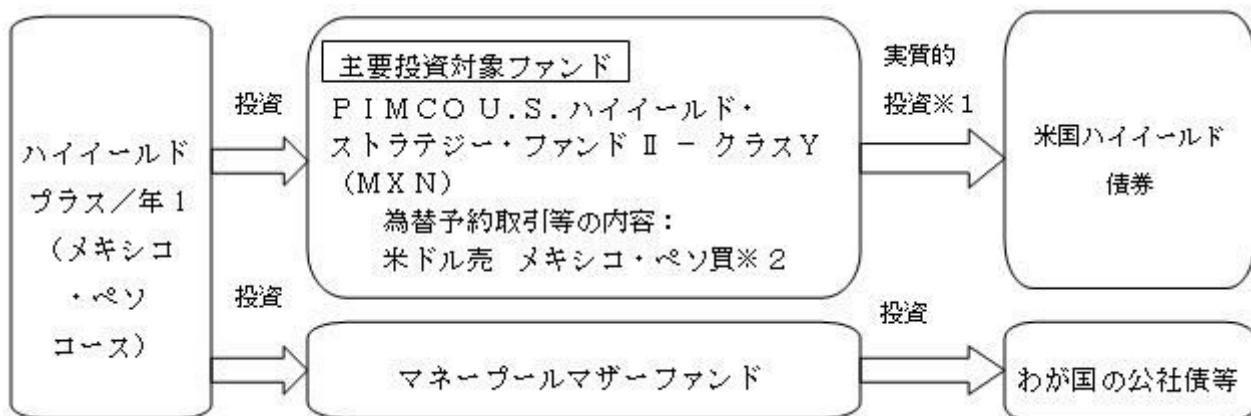 ハイイールド
プラス／年１
（メキシコ
・ペソ
コース）
投資
主要投資対象ファンド
ＰＩＭＣＯ Ｕ.Ｓ.ハイイールド・
ストラテジー・ファンド Ⅱ － クラスＹ
（ＭＸＮ）
為替予約取引等の内容：
米ドル売 メキシコ・ペソ買※２
実質的
投資※１
米国ハイイールド
債券
投資
マネープールマザーファンド
投資
わが国の公社債等